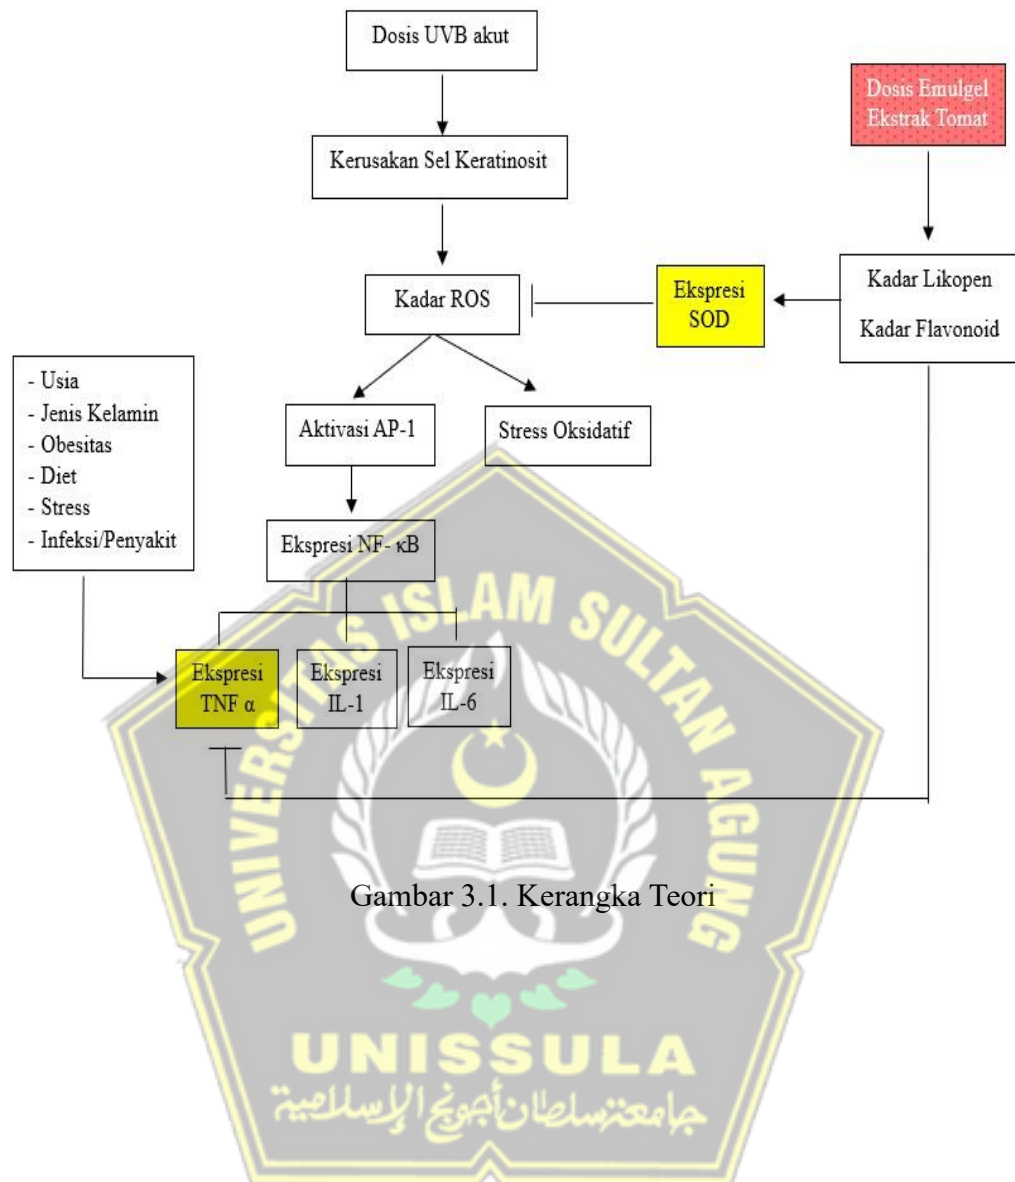 Dosis UVB akut
Dosis Emulgel
Ekstrak Tomat
Kerusakan Sel Keratinosit
Kadar Likopen
Kadar Flavonoid
Kadar ROS
Ekspresi
SOD
- Usia
- Jenis Kelamin
- Obesitas
- Diet
- Stress
- Infeksi/Penyakit
Aktivasi AP-1
Stress Oksidatif
Ekspresi NF- κB
Ekspresi
TNF α
Ekspresi
IL-1
Ekspresi
IL-6
Gambar 3.1. Kerangka Teori
UNIVERSITAS ISLAM SULTAN AGUNG
UNISSULA
جامعة سلطان أجونج الإسلامية